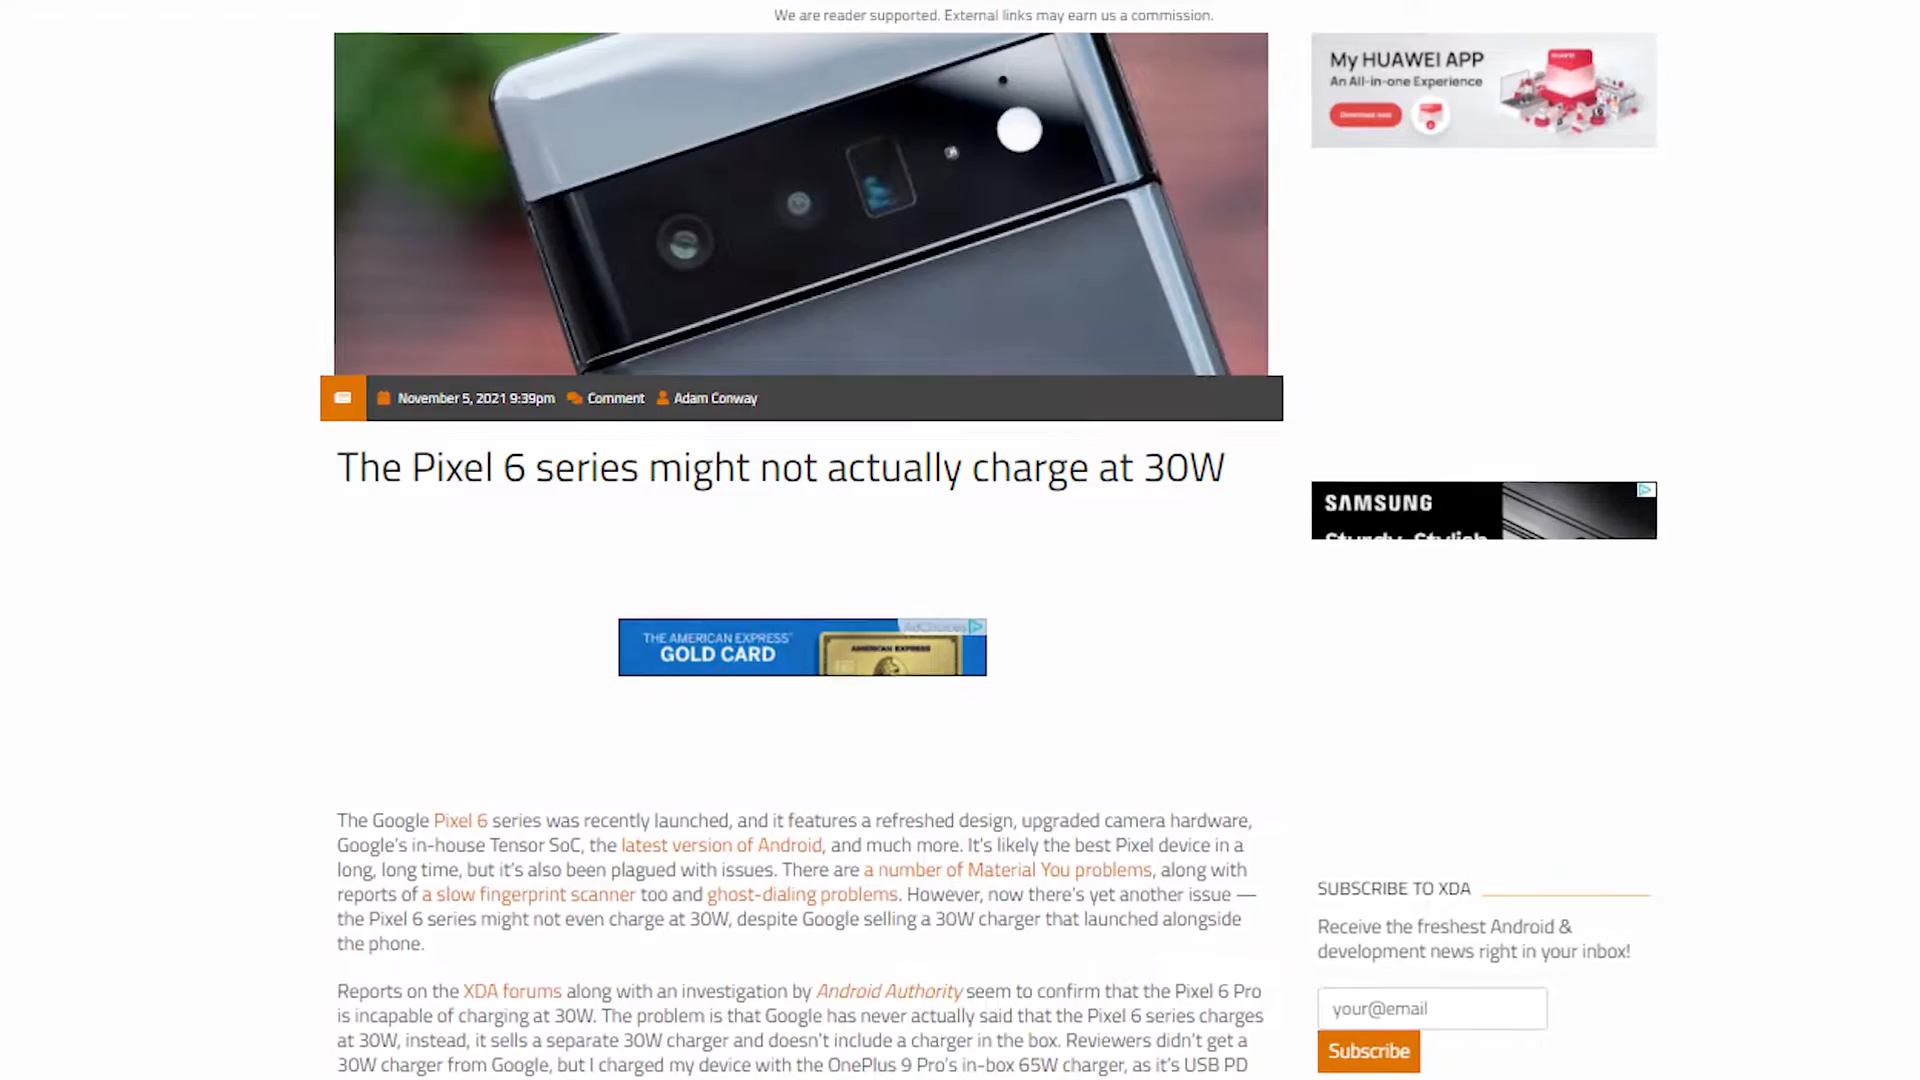 We are reader supported. External links may earn us a commission.
My HUAWEI APP
An All-in-one Experience
Download now
November 5, 2021 9:39pm Comment Adam Conway
The Pixel 6 series might not actually charge at 30W
SAMSUNG
Sturdy. Stylish
AdChoices
THE AMERICAN EXPRESS
GOLD CARD
AMERICAN EXPRESS
The Google Pixel 6 series was recently launched, and it features a refreshed design, upgraded camera hardware,
Google's in-house Tensor SoC, the latest version of Android, and much more. It's likely the best Pixel device in a
long, long time, but it's also been plagued with issues. There are a number of Material You problems, along with
reports of a slow fingerprint scanner too and ghost-dialing problems. However, now there's yet another issue —
the Pixel 6 series might not even charge at 30W, despite Google selling a 30W charger that launched alongside
the phone.
Reports on the XDA forums along with an investigation by Android Authority seem to confirm that the Pixel 6 Pro
is incapable of charging at 30W. The problem is that Google has never actually said that the Pixel 6 series charges
at 30W, instead, it sells a separate 30W charger and doesn't include a charger in the box. Reviewers didn't get a
30W charger from Google, but I charged my device with the OnePlus 9 Pro's in-box 65W charger, as it's USB PD
SUBSCRIBE TO XDA
Receive the freshest Android &
development news right in your inbox!
your@email
Subscribe